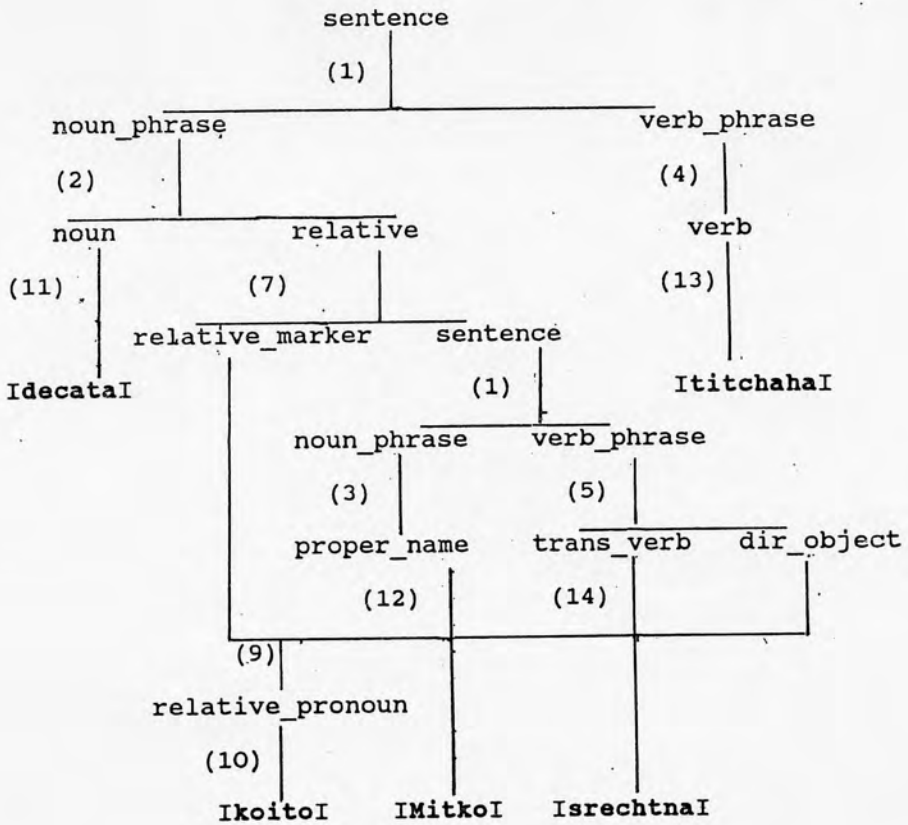 sentence
(1)
noun_phrase verb_phrase
(2) (4)
noun relative verb
(11) (7) (13)
relative_marker sentence
IdecataI (1) ItitchahaI
noun_phrase verb_phrase
(3) (5)
proper_name trans_verb dir_object
(12) (14)
(9)
relative_pronoun
(10)
IkoitoI IMitkoI IsrechtnaI